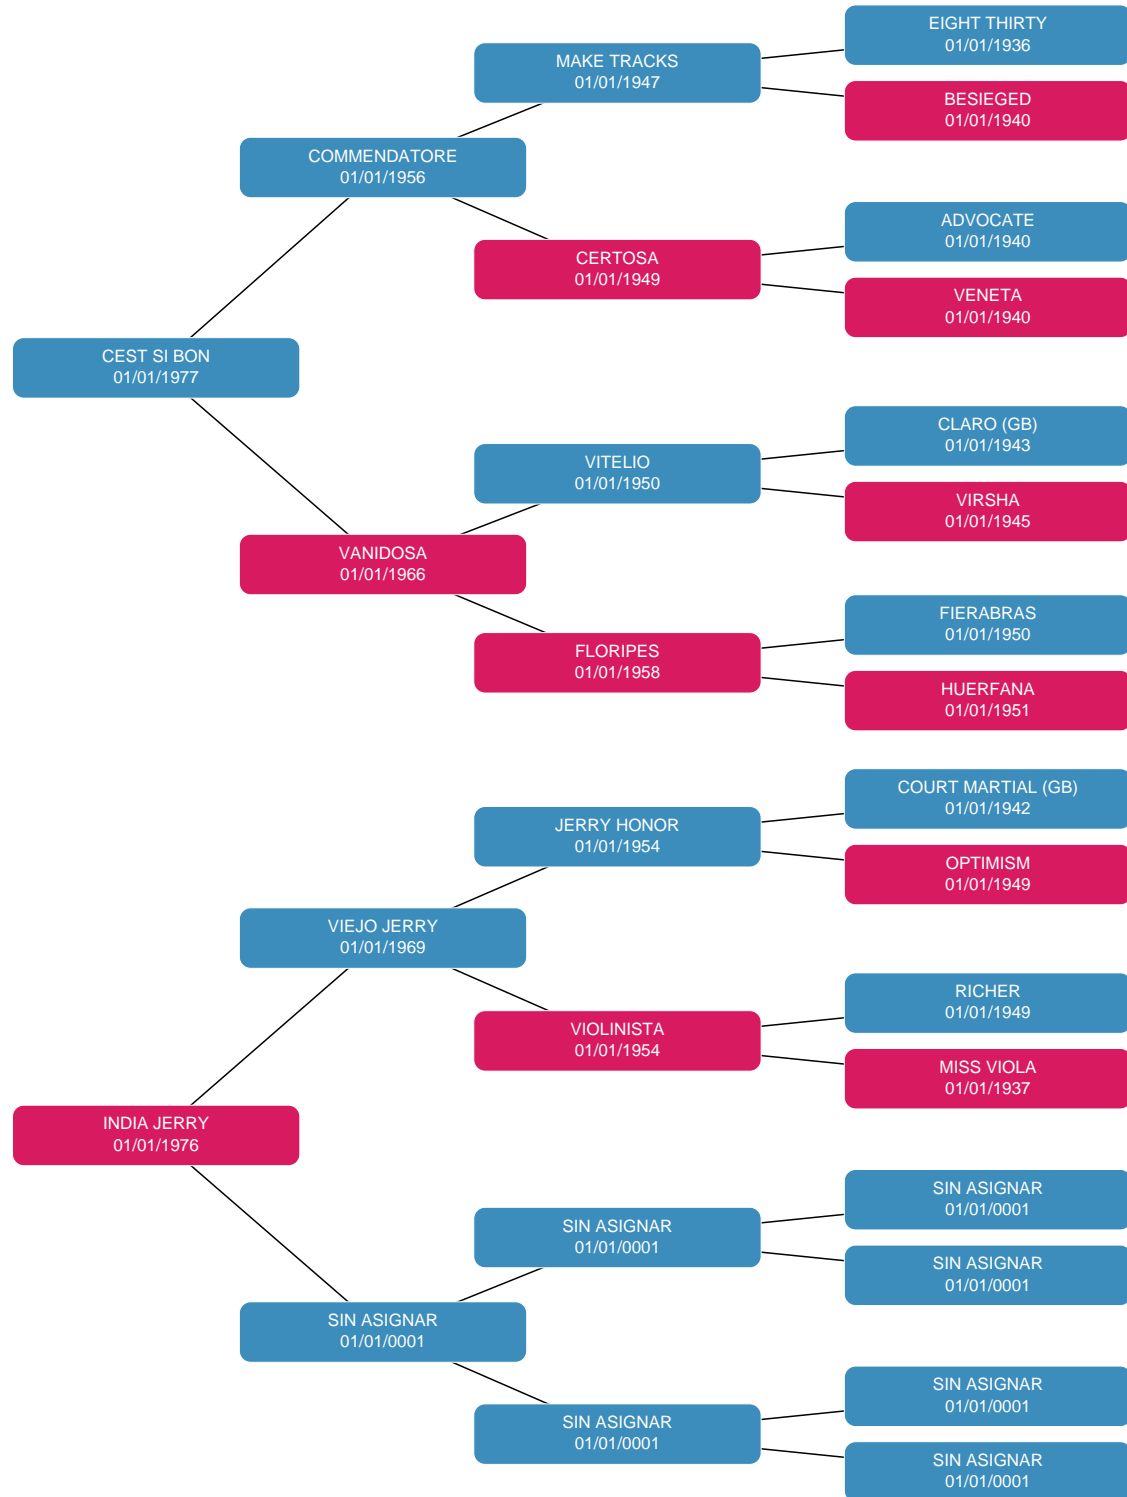 EIGHT THIRTY
01/01/1936
MAKE TRACKS
01/01/1947
BESIEGED
01/01/1940
COMMENDATORE
01/01/1956
ADVOCATE
01/01/1940
CERTOSA
01/01/1949
VENETA
01/01/1940
CEST SI BON
01/01/1977
CLARO (GB)
01/01/1943
VITELIO
01/01/1950
VIRSHA
01/01/1945
VANIDOSA
01/01/1966
FIERABRAS
01/01/1950
FLORIPES
01/01/1958
HUERFANA
01/01/1951
COURT MARTIAL (GB)
01/01/1942
JERRY HONOR
01/01/1954
OPTIMISM
01/01/1949
VIEJO JERRY
01/01/1969
RICHER
01/01/1949
VIOLINISTA
01/01/1954
MISS VIOLA
01/01/1937
INDIA JERRY
01/01/1976
SIN ASIGNAR
01/01/0001
SIN ASIGNAR
01/01/0001
SIN ASIGNAR
01/01/0001
SIN ASIGNAR
01/01/0001
SIN ASIGNAR
01/01/0001
SIN ASIGNAR
01/01/0001
SIN ASIGNAR
01/01/0001